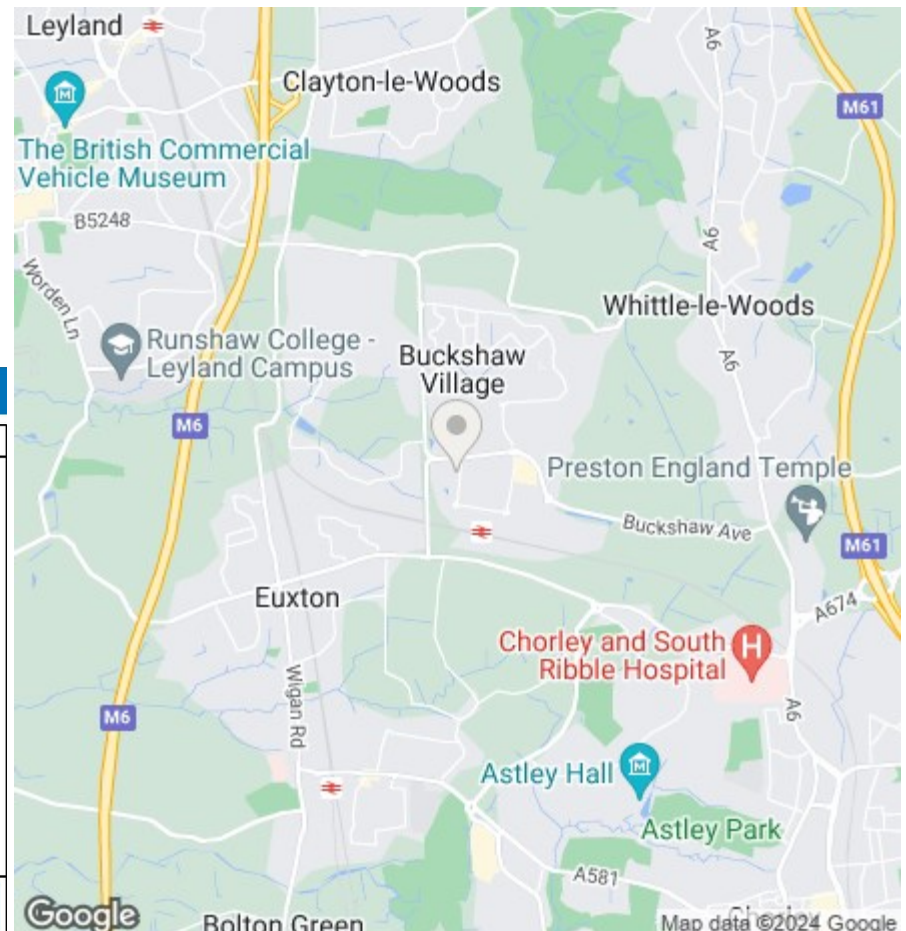 Leyland
A6
Clayton-le-Woods
M61
The British Commercial
Vehicle Museum
B5248
A6
Worden Ln
Whittle-le-Woods
Runshaw College -
Leyland Campus
Buckshaw
Village
A6
M6
Preston England Temple
Buckshaw Ave
M61
Euxton
A674
Chorley and South
Ribble Hospital
H
Wigan Rd
A6
M6
Astley Hall
Astley Park
A581
Google
Bolton Green
Chorley
Map data ©2024 Google